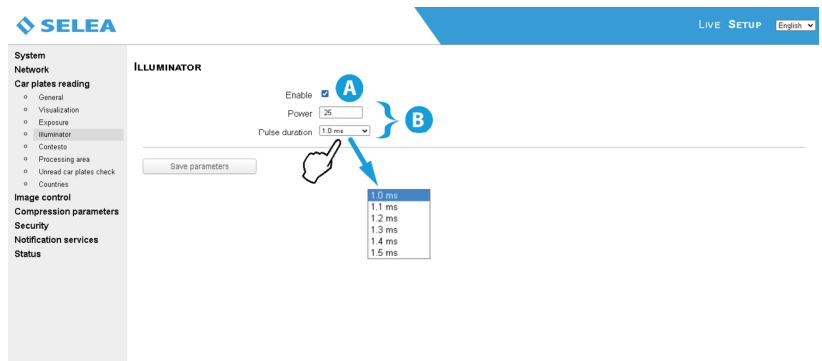 SELEA
LIVE SETUP English
System
Network
Car plates reading
General
Visualization
Exposure
Illuminator
Contesto
Processing area
Unread car plates check
Countries
Image control
Compression parameters
Security
Notification services
Status
ILLUMINATOR
Enable A
Power 25
B
Pulse duration 1.0 ms
Save parameters
1.0 ms
1.1 ms
1.2 ms
1.3 ms
1.4 ms
1.5 ms